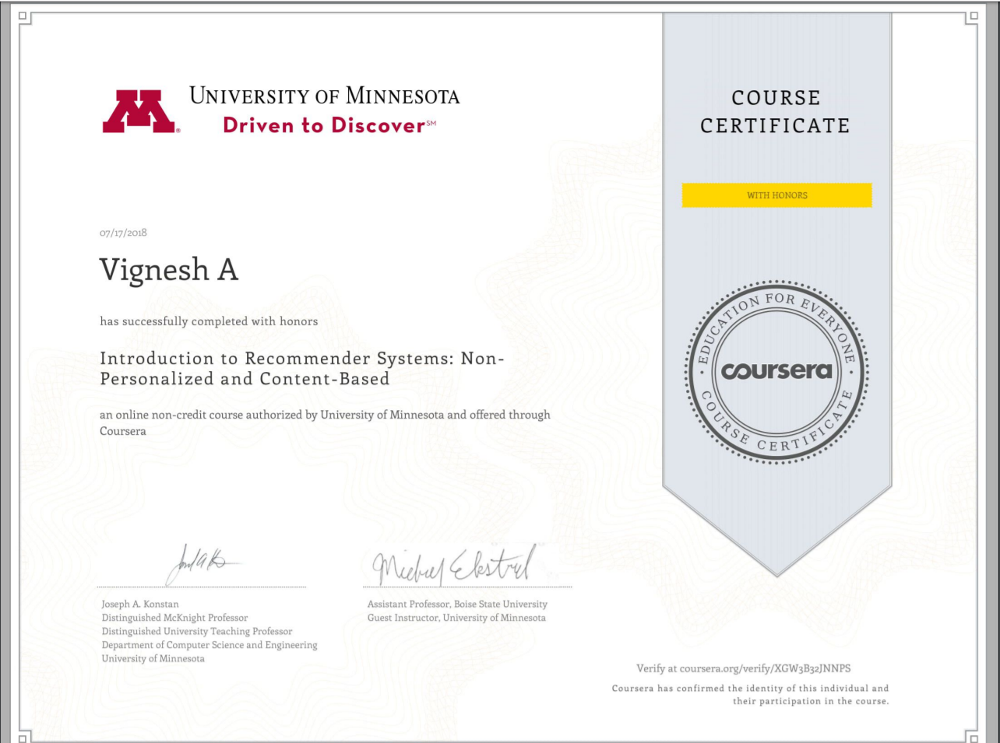 UNIVERSITY OF MINNESOTA
Driven to Discover℠
®
COURSE
CERTIFICATE
WITH HONORS
07/17/2018
Vignesh A
has successfully completed with honors
Introduction to Recommender Systems: Non-
Personalized and Content-Based
an online non-credit course authorized by University of Minnesota and offered through
Coursera
EDUCATION FOR EVERYONE
coursera
COURSE CERTIFICATE
Michael Ekstrand
Joseph A. Konstan
Distinguished McKnight Professor
Distinguished University Teaching Professor
Department of Computer Science and Engineering
University of Minnesota
Assistant Professor, Boise State University
Guest Instructor, University of Minnesota
Verify at coursera.org/verify/XGW3B32JNNPS
Coursera has confirmed the identity of this individual and
their participation in the course.